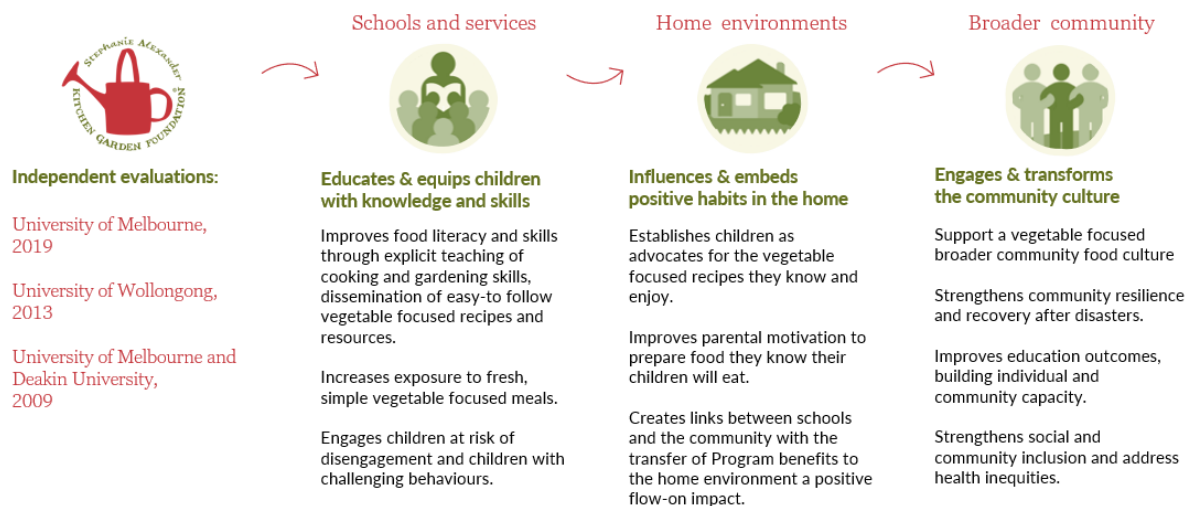 Stephanie Alexander
KITCHEN GARDEN FOUNDATION
Independent evaluations:
University of Melbourne,
2019
University of Wollongong,
2013
University of Melbourne and
Deakin University,
2009
Schools and services
Educates & equips children
with knowledge and skills
Improves food literacy and skills
through explicit teaching of
cooking and gardening skills,
dissemination of easy-to follow
vegetable focused recipes and
resources.
Increases exposure to fresh,
simple vegetable focused meals.
Engages children at risk of
disengagement and children with
challenging behaviours.
Home environments
Influences & embeds
positive habits in the home
Establishes children as
advocates for the vegetable
focused recipes they know and
enjoy.
Improves parental motivation to
prepare food they know their
children will eat.
Creates links between schools
and the community with the
transfer of Program benefits to
the home environment a positive
flow-on impact.
Broader community
Engages & transforms
the community culture
Support a vegetable focused
broader community food culture
Strengthens community resilience
and recovery after disasters.
Improves education outcomes,
building individual and
community capacity.
Strengthens social and
community inclusion and address
health inequities.